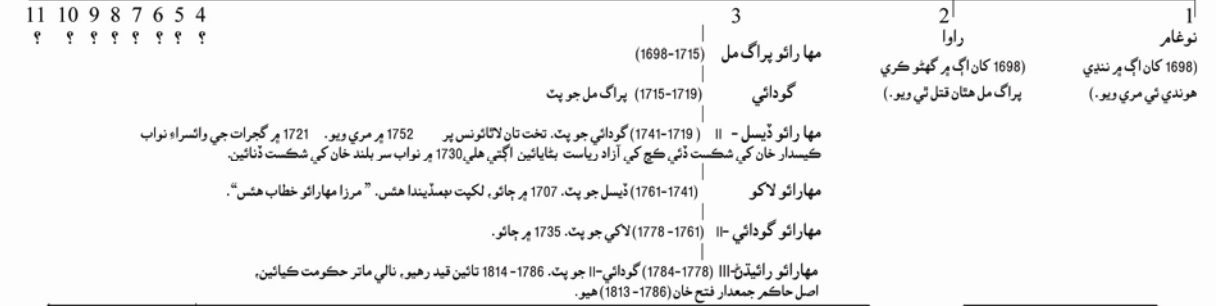 11 10 9 8 7 6 5 4 3 2 1
؟ ؟ ؟ ؟ ؟ ؟ ؟ ؟
نوغام
(1698 کان اڳ ۾ ننڍي
هوندي ئي مري ويو.)
راوا
(1698 کان اڳ ۾ گهڻو ڪري
پراگ مل هٿان قتل ٿي ويو.)
مها رائو پراگ مل (1698-1715)
گودائي (1715-1719) پراگ مل جو پٽ
مها رائو ڏيسل - II (1719-1741) گودائي جو پٽ. تخت تان لاٿائونس پر 1752 ۾ مري ويو. 1721 ۾ گجرات جي وائسراءِ نواب
ڪيسدار خان کي شڪست ڏئي ڪڇ کي آزاد رياست بڻايائين اڳتي هلي 1730 ۾ نواب سر بلند خان کي شڪست ڏنائين.
مهارائو لاکو (1741-1761) ڏيسل جو پٽ. 1707 ۾ ڄائو، لکپت هئس. ” مرزا مهارائو خطاب هئس“.
مهارائو گودائي -II (1761-1778) لاکي جو پٽ. 1735 ۾ ڄائو.
مهارائو رائيڌڻ-III (1778-1784) گودائي-II جو پٽ. 1786- 1814 تائين قيد رهيو، نالي ماتر حڪومت ڪيائين،
اصل حاڪم جمعدار فتح خان (1786- 1813) هيو.